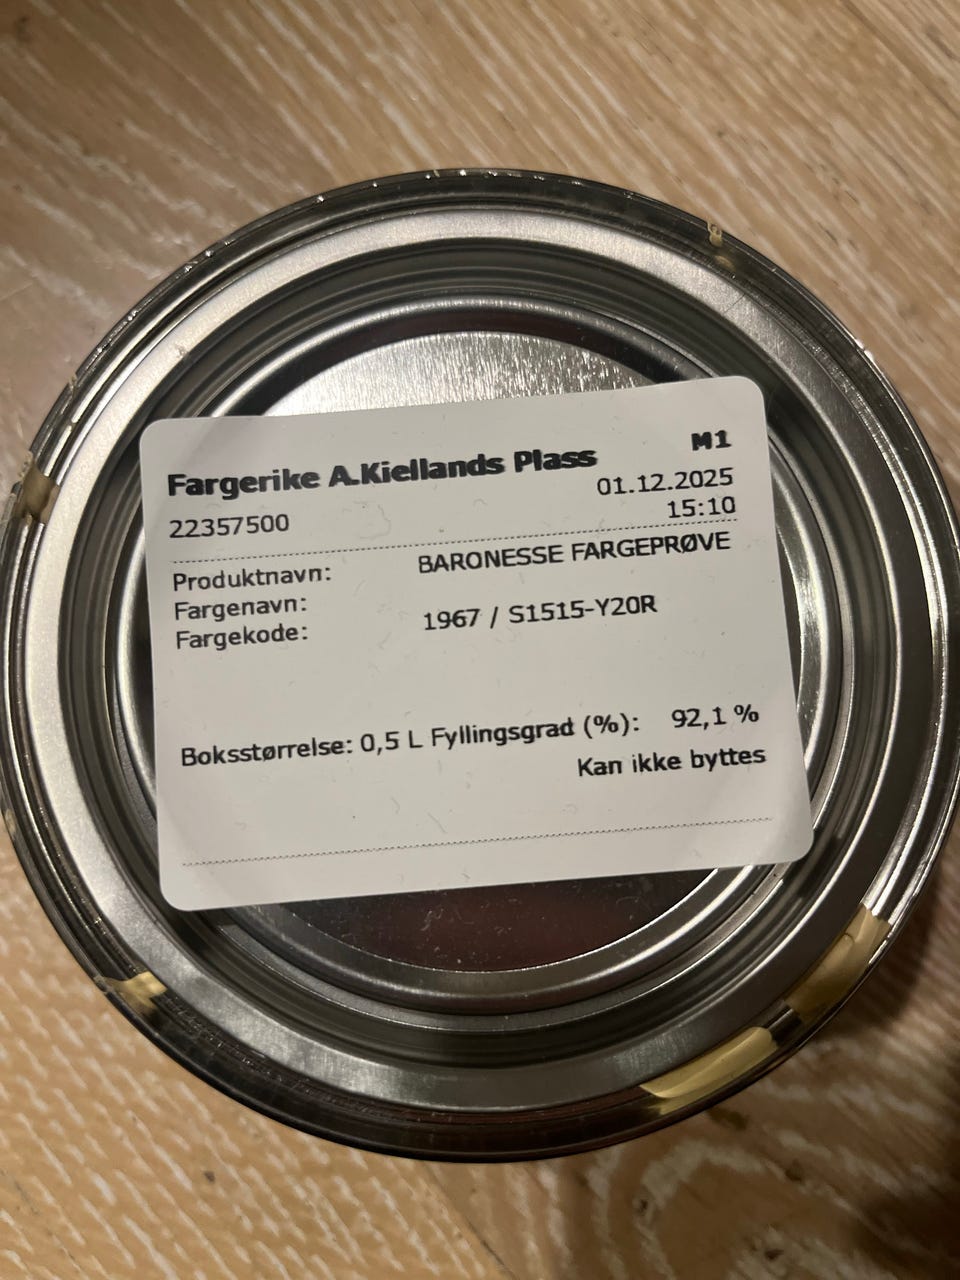 Fargerike A.Kiellands Plass M1
22357500 01.12.2025
15:10
Produktnavn: BARONESSE FARGEPRØVE
Fargenavn:
Fargekode: 1967 / S1515-Y20R
Boksstørrelse: 0,5 L Fyllingsgrad (%): 92,1 %
Kan ikke byttes